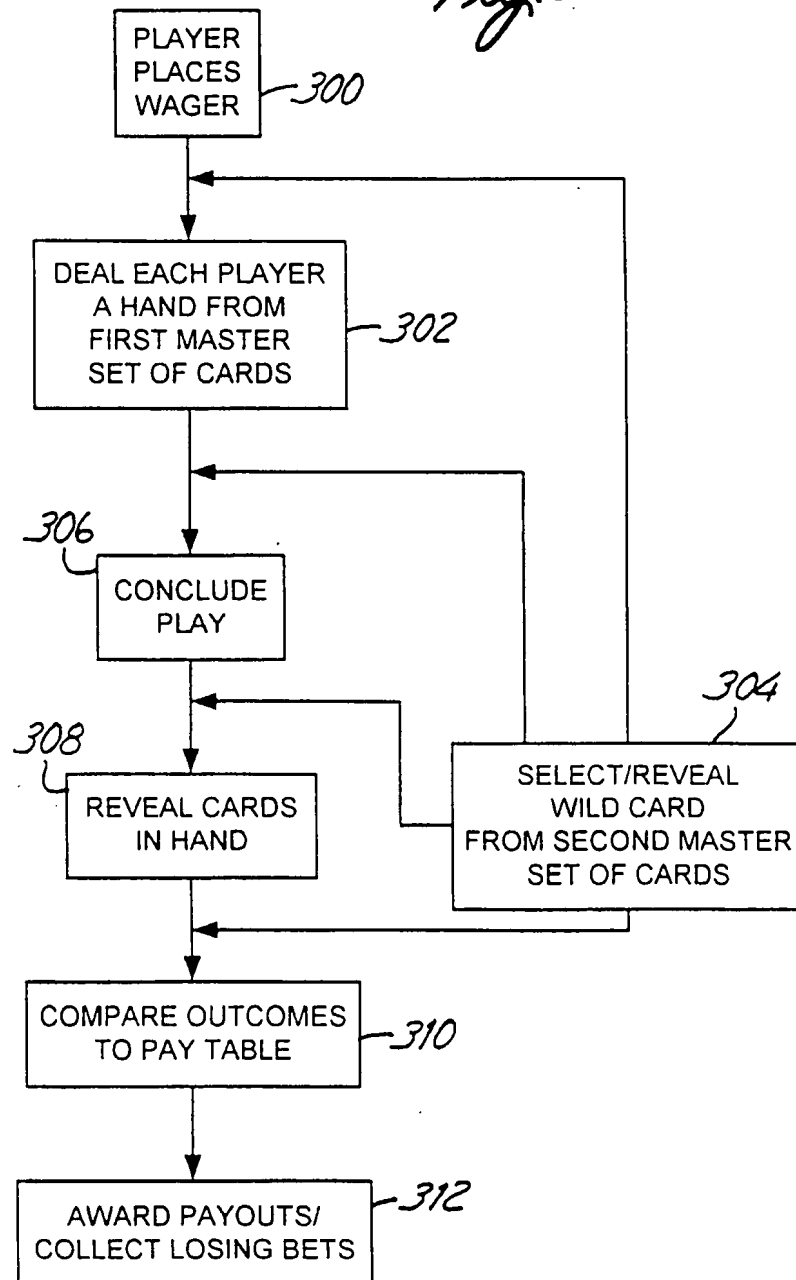 PLAYER
PLACES
WAGER
300
DEAL EACH PLAYER
A HAND FROM
FIRST MASTER
SET OF CARDS
302
306
CONCLUDE
PLAY
304
SELECT/REVEAL
WILD CARD
FROM SECOND MASTER
SET OF CARDS
308
REVEAL CARDS
IN HAND
COMPARE OUTCOMES
TO PAY TABLE
310
AWARD PAYOUTS/
COLLECT LOSING BETS
312